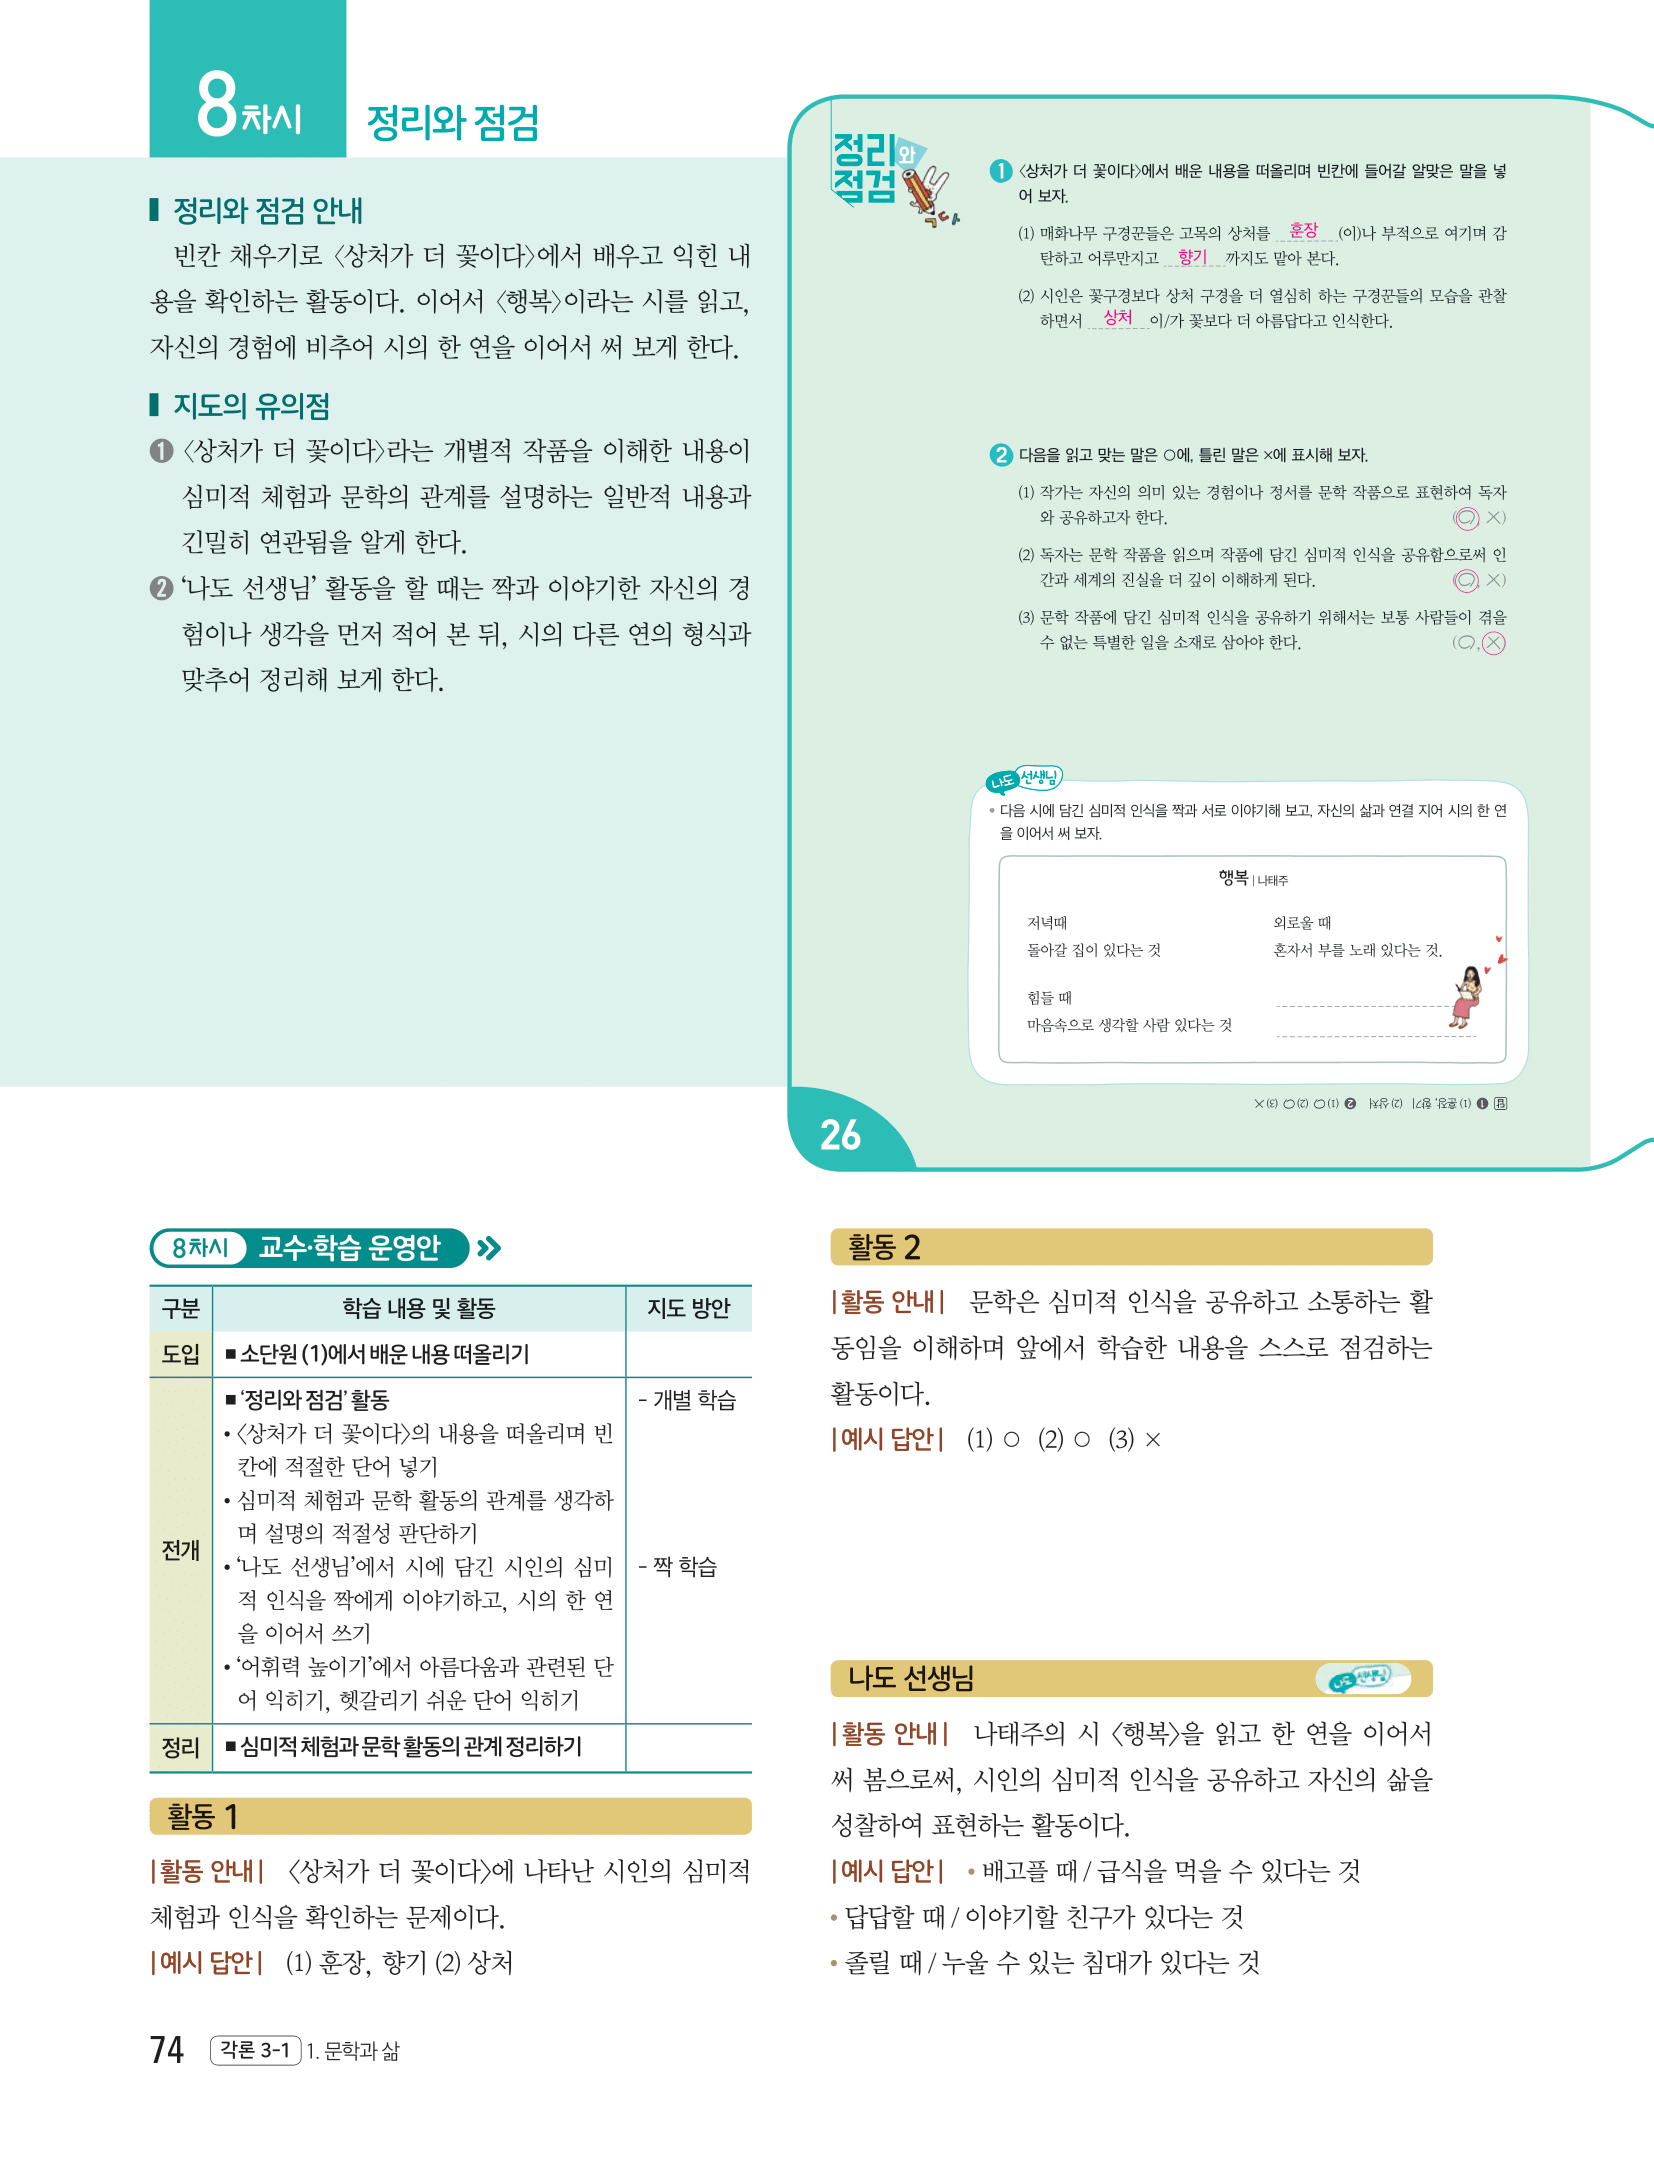 8차시
정리와 점검
정리와 점검 안내
빈칸 채우기로 〈상처가 더 꽃이다〉에서 배우고 익힌 내
용을 확인하는 활동이다. 이어서 〈행복〉이라는 시를 읽고,
자신의 경험에 비추어 시의 한 연을 이어서 써 보게 한다.
지도의 유의점
❶ 〈상처가 더 꽃이다〉라는 개별적 작품을 이해한 내용이
심미적 체험과 문학의 관계를 설명하는 일반적 내용과
긴밀히 연관됨을 알게 한다.
❷ ‘나도 선생님’ 활동을 할 때는 짝과 이야기한 자신의 경
험이나 생각을 먼저 적어 본 뒤, 시의 다른 연의 형식과
맞추어 정리해 보게 한다.
정리와
점검
ㄱㄷㅏ
❶ 〈상처가 더 꽃이다〉에서 배운 내용을 떠올리며 빈칸에 들어갈 알맞은 말을 넣
어 보자.
(1) 매화나무 구경꾼들은 고목의 상처를 훈장 (이)나 부적으로 여기며 감
탄하고 어루만지고 향기 까지도 맡아 본다.
(2) 시인은 꽃구경보다 상처 구경을 더 열심히 하는 구경꾼들의 모습을 관찰
하면서 상처 이/가 꽃보다 더 아름답다고 인식한다.
❷ 다음을 읽고 맞는 말은 ○에, 틀린 말은 ×에 표시해 보자.
(1) 작가는 자신의 의미 있는 경험이나 정서를 문학 작품으로 표현하여 독자
와 공유하고자 한다. (○, ×)
(2) 독자는 문학 작품을 읽으며 작품에 담긴 심미적 인식을 공유함으로써 인
간과 세계의 진실을 더 깊이 이해하게 된다. (○, ×)
(3) 문학 작품에 담긴 심미적 인식을 공유하기 위해서는 보통 사람들이 겪을
수 없는 특별한 일을 소재로 삼아야 한다. (○, ×)
나도 선생님
• 다음 시에 담긴 심미적 인식을 짝과 서로 이야기해 보고, 자신의 삶과 연결 지어 시의 한 연
을 이어서 써 보자.
행복 | 나태주
저녁때
돌아갈 집이 있다는 것
힘들 때
마음속으로 생각할 사람 있다는 것
외로울 때
혼자서 부를 노래 있다는 것.
답 ❶ (1) 훈장, 향기 (2) 상처 ❷ (1) ○ (2) ○ (3) ×
26
8차시 교수·학습 운영안
구분 학습 내용 및 활동 지도 방안
도입 ■ 소단원 (1)에서 배운 내용 떠올리기
전개
■ ‘정리와 점검’ 활동 - 개별 학습
• 〈상처가 더 꽃이다〉의 내용을 떠올리며 빈
칸에 적절한 단어 넣기
• 심미적 체험과 문학 활동의 관계를 생각하
며 설명의 적절성 판단하기
• ‘나도 선생님’에서 시에 담긴 시인의 심미 - 짝 학습
적 인식을 짝에게 이야기하고, 시의 한 연
을 이어서 쓰기
• ‘어휘력 높이기’에서 아름다움과 관련된 단
어 익히기, 헷갈리기 쉬운 단어 익히기
정리 ■ 심미적 체험과 문학 활동의 관계 정리하기
활동 1
|활동 안내| 〈상처가 더 꽃이다〉에 나타난 시인의 심미적
체험과 인식을 확인하는 문제이다.
|예시 답안| (1) 훈장, 향기 (2) 상처
활동 2
|활동 안내| 문학은 심미적 인식을 공유하고 소통하는 활
동임을 이해하며 앞에서 학습한 내용을 스스로 점검하는
활동이다.
|예시 답안| (1) ○ (2) ○ (3) ×
나도 선생님 나도 선생님
|활동 안내| 나태주의 시 〈행복〉을 읽고 한 연을 이어서
써 봄으로써, 시인의 심미적 인식을 공유하고 자신의 삶을
성찰하여 표현하는 활동이다.
|예시 답안| • 배고플 때 / 급식을 먹을 수 있다는 것
• 답답할 때 / 이야기할 친구가 있다는 것
• 졸릴 때 / 누울 수 있는 침대가 있다는 것
74 각론 3-1 1. 문학과 삶